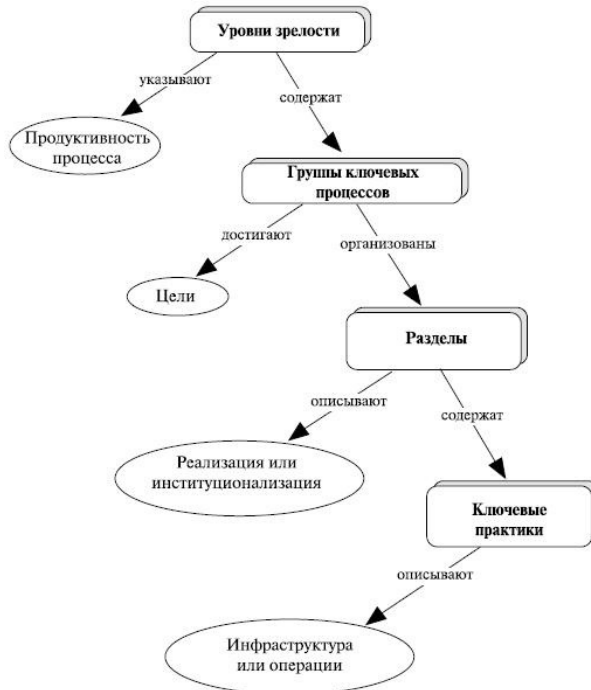 Уровни зрелости
указывают
содержат
Продуктивность
процесса
Группы ключевых
процессов
достигают
организованы
Цели
Разделы
описывают
содержат
Реализация или
институционализация
Ключевые
практики
описывают
Инфраструктура
или операции